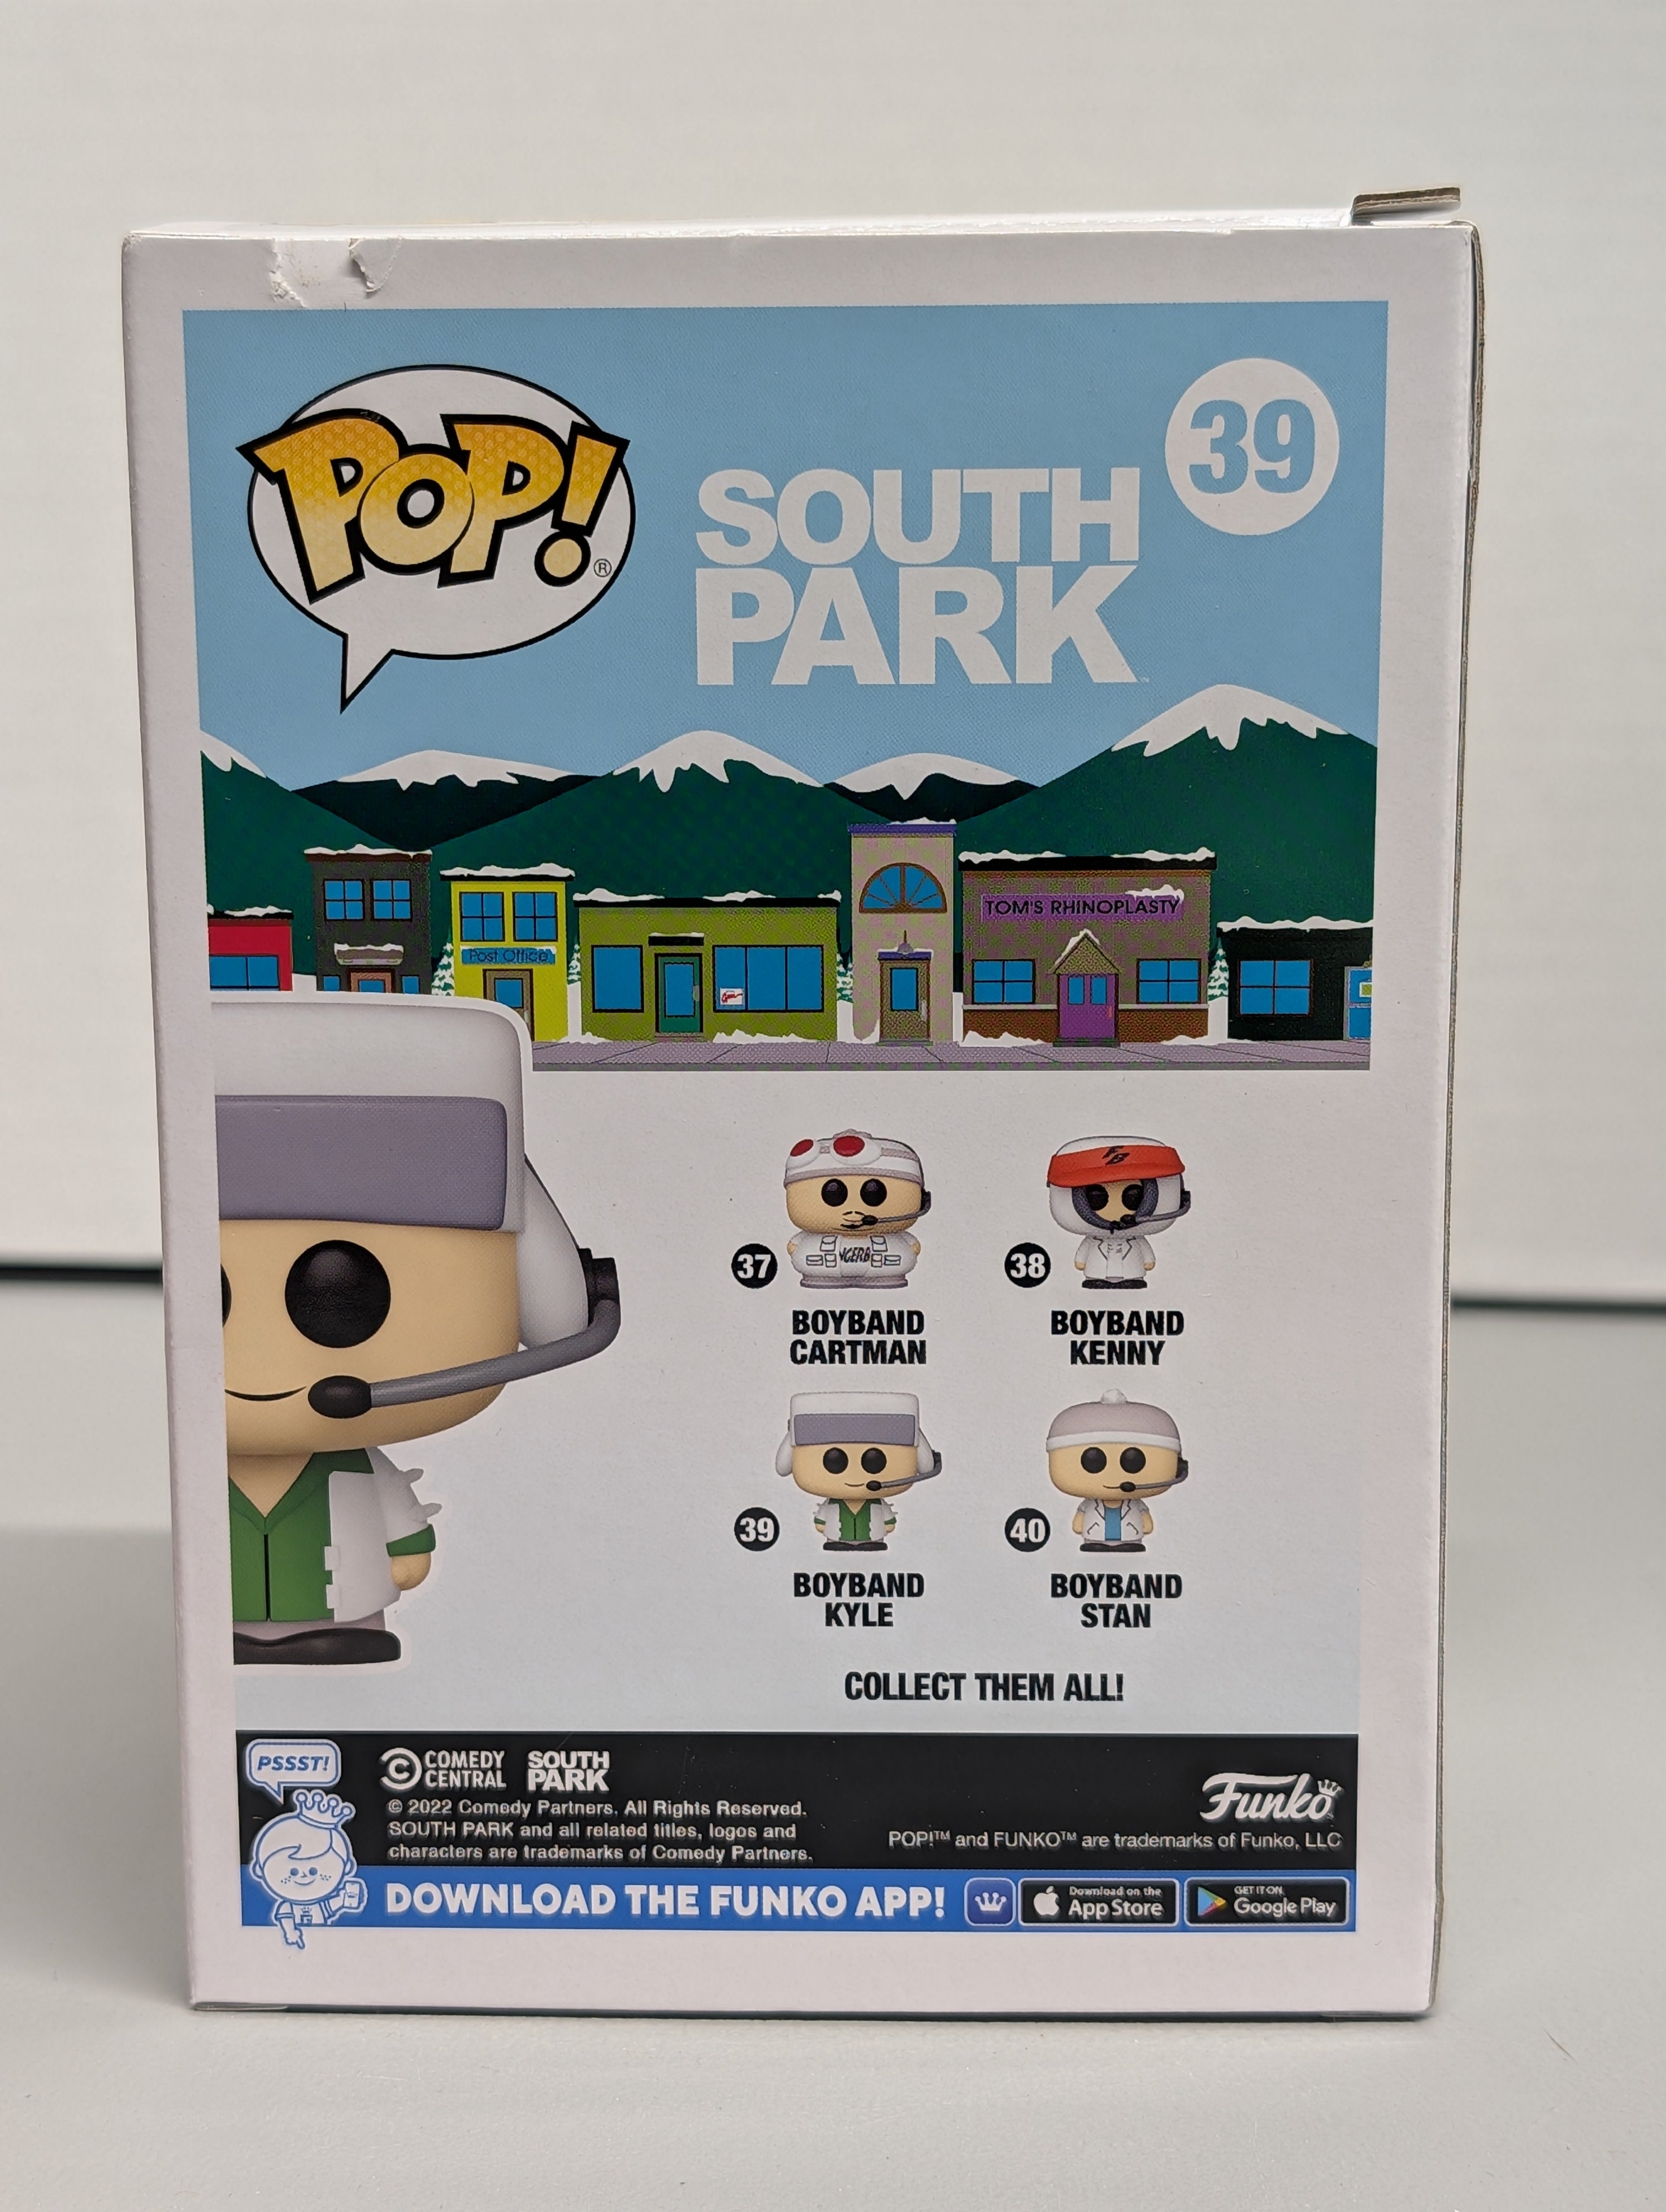 POP!®
SOUTH
PARK
39
TOM'S RHINOPLASTY
Post Office
37
BOYBAND
CARTMAN
FB
38
BOYBAND
KENNY
39
BOYBAND
KYLE
40
BOYBAND
STAN
COLLECT THEM ALL!
PSSST!
COMEDY
CENTRAL
SOUTH
PARK
© 2022 Comedy Partners. All Rights Reserved.
SOUTH PARK and all related titles, logos and
characters are trademarks of Comedy Partners.
Funko
POP!™ and FUNKO™ are trademarks of Funko, LLC
DOWNLOAD THE FUNKO APP!
Download on the
App Store
GET IT ON
Google Play